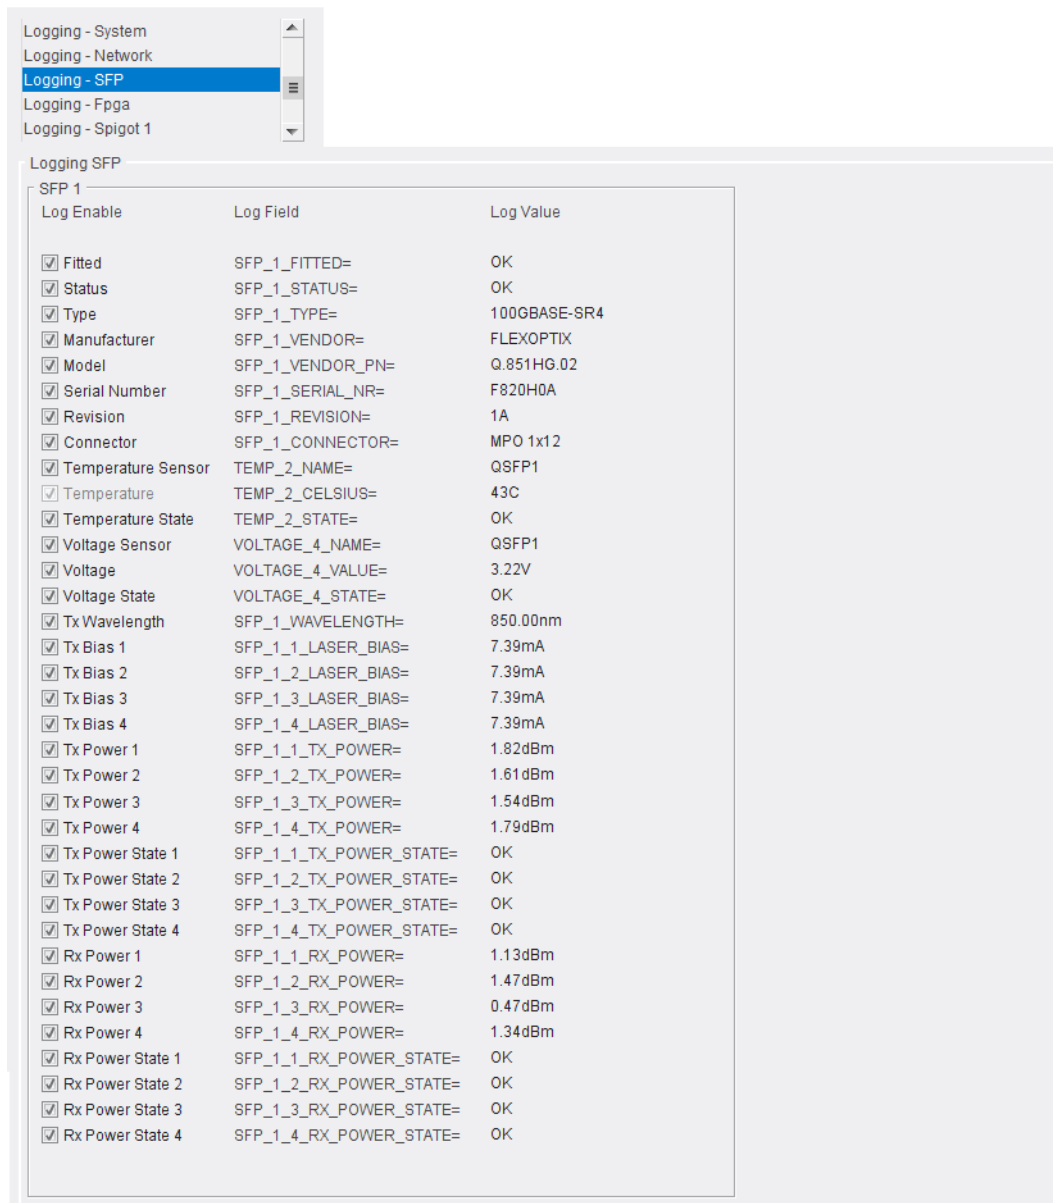 Logging - System
Logging - Network
Logging - SFP
Logging - Fpga
Logging - Spigot 1
Logging SFP
SFP 1
Log Enable Log Field Log Value
Fitted SFP_1_FITTED= OK
Status SFP_1_STATUS= OK
Type SFP_1_TYPE= 100GBASE-SR4
Manufacturer SFP_1_VENDOR= FLEXOPTIX
Model SFP_1_VENDOR_PN= Q.851HG.02
Serial Number SFP_1_SERIAL_NR= F820H0A
Revision SFP_1_REVISION= 1A
Connector SFP_1_CONNECTOR= MPO 1x12
Temperature Sensor TEMP_2_NAME= QSFP1
Temperature TEMP_2_CELSIUS= 43C
Temperature State TEMP_2_STATE= OK
Voltage Sensor VOLTAGE_4_NAME= QSFP1
Voltage VOLTAGE_4_VALUE= 3.22V
Voltage State VOLTAGE_4_STATE= OK
Tx Wavelength SFP_1_WAVELENGTH= 850.00nm
Tx Bias 1 SFP_1_1_LASER_BIAS= 7.39mA
Tx Bias 2 SFP_1_2_LASER_BIAS= 7.39mA
Tx Bias 3 SFP_1_3_LASER_BIAS= 7.39mA
Tx Bias 4 SFP_1_4_LASER_BIAS= 7.39mA
Tx Power 1 SFP_1_1_TX_POWER= 1.82dBm
Tx Power 2 SFP_1_2_TX_POWER= 1.61dBm
Tx Power 3 SFP_1_3_TX_POWER= 1.54dBm
Tx Power 4 SFP_1_4_TX_POWER= 1.79dBm
Tx Power State 1 SFP_1_1_TX_POWER_STATE= OK
Tx Power State 2 SFP_1_2_TX_POWER_STATE= OK
Tx Power State 3 SFP_1_3_TX_POWER_STATE= OK
Tx Power State 4 SFP_1_4_TX_POWER_STATE= OK
Rx Power 1 SFP_1_1_RX_POWER= 1.13dBm
Rx Power 2 SFP_1_2_RX_POWER= 1.47dBm
Rx Power 3 SFP_1_3_RX_POWER= 0.47dBm
Rx Power 4 SFP_1_4_RX_POWER= 1.34dBm
Rx Power State 1 SFP_1_1_RX_POWER_STATE= OK
Rx Power State 2 SFP_1_2_RX_POWER_STATE= OK
Rx Power State 3 SFP_1_3_RX_POWER_STATE= OK
Rx Power State 4 SFP_1_4_RX_POWER_STATE= OK